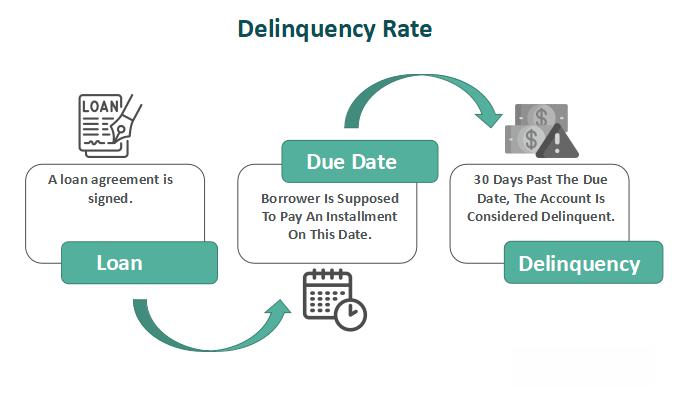 Delinquency Rate
LOAN
A loan agreement is
signed.
Loan
Due Date
Borrower Is Supposed
To Pay An Installment
On This Date.
$
$
30 Days Past The Due
Date, The Account Is
Considered Delinquent.
Delinquency